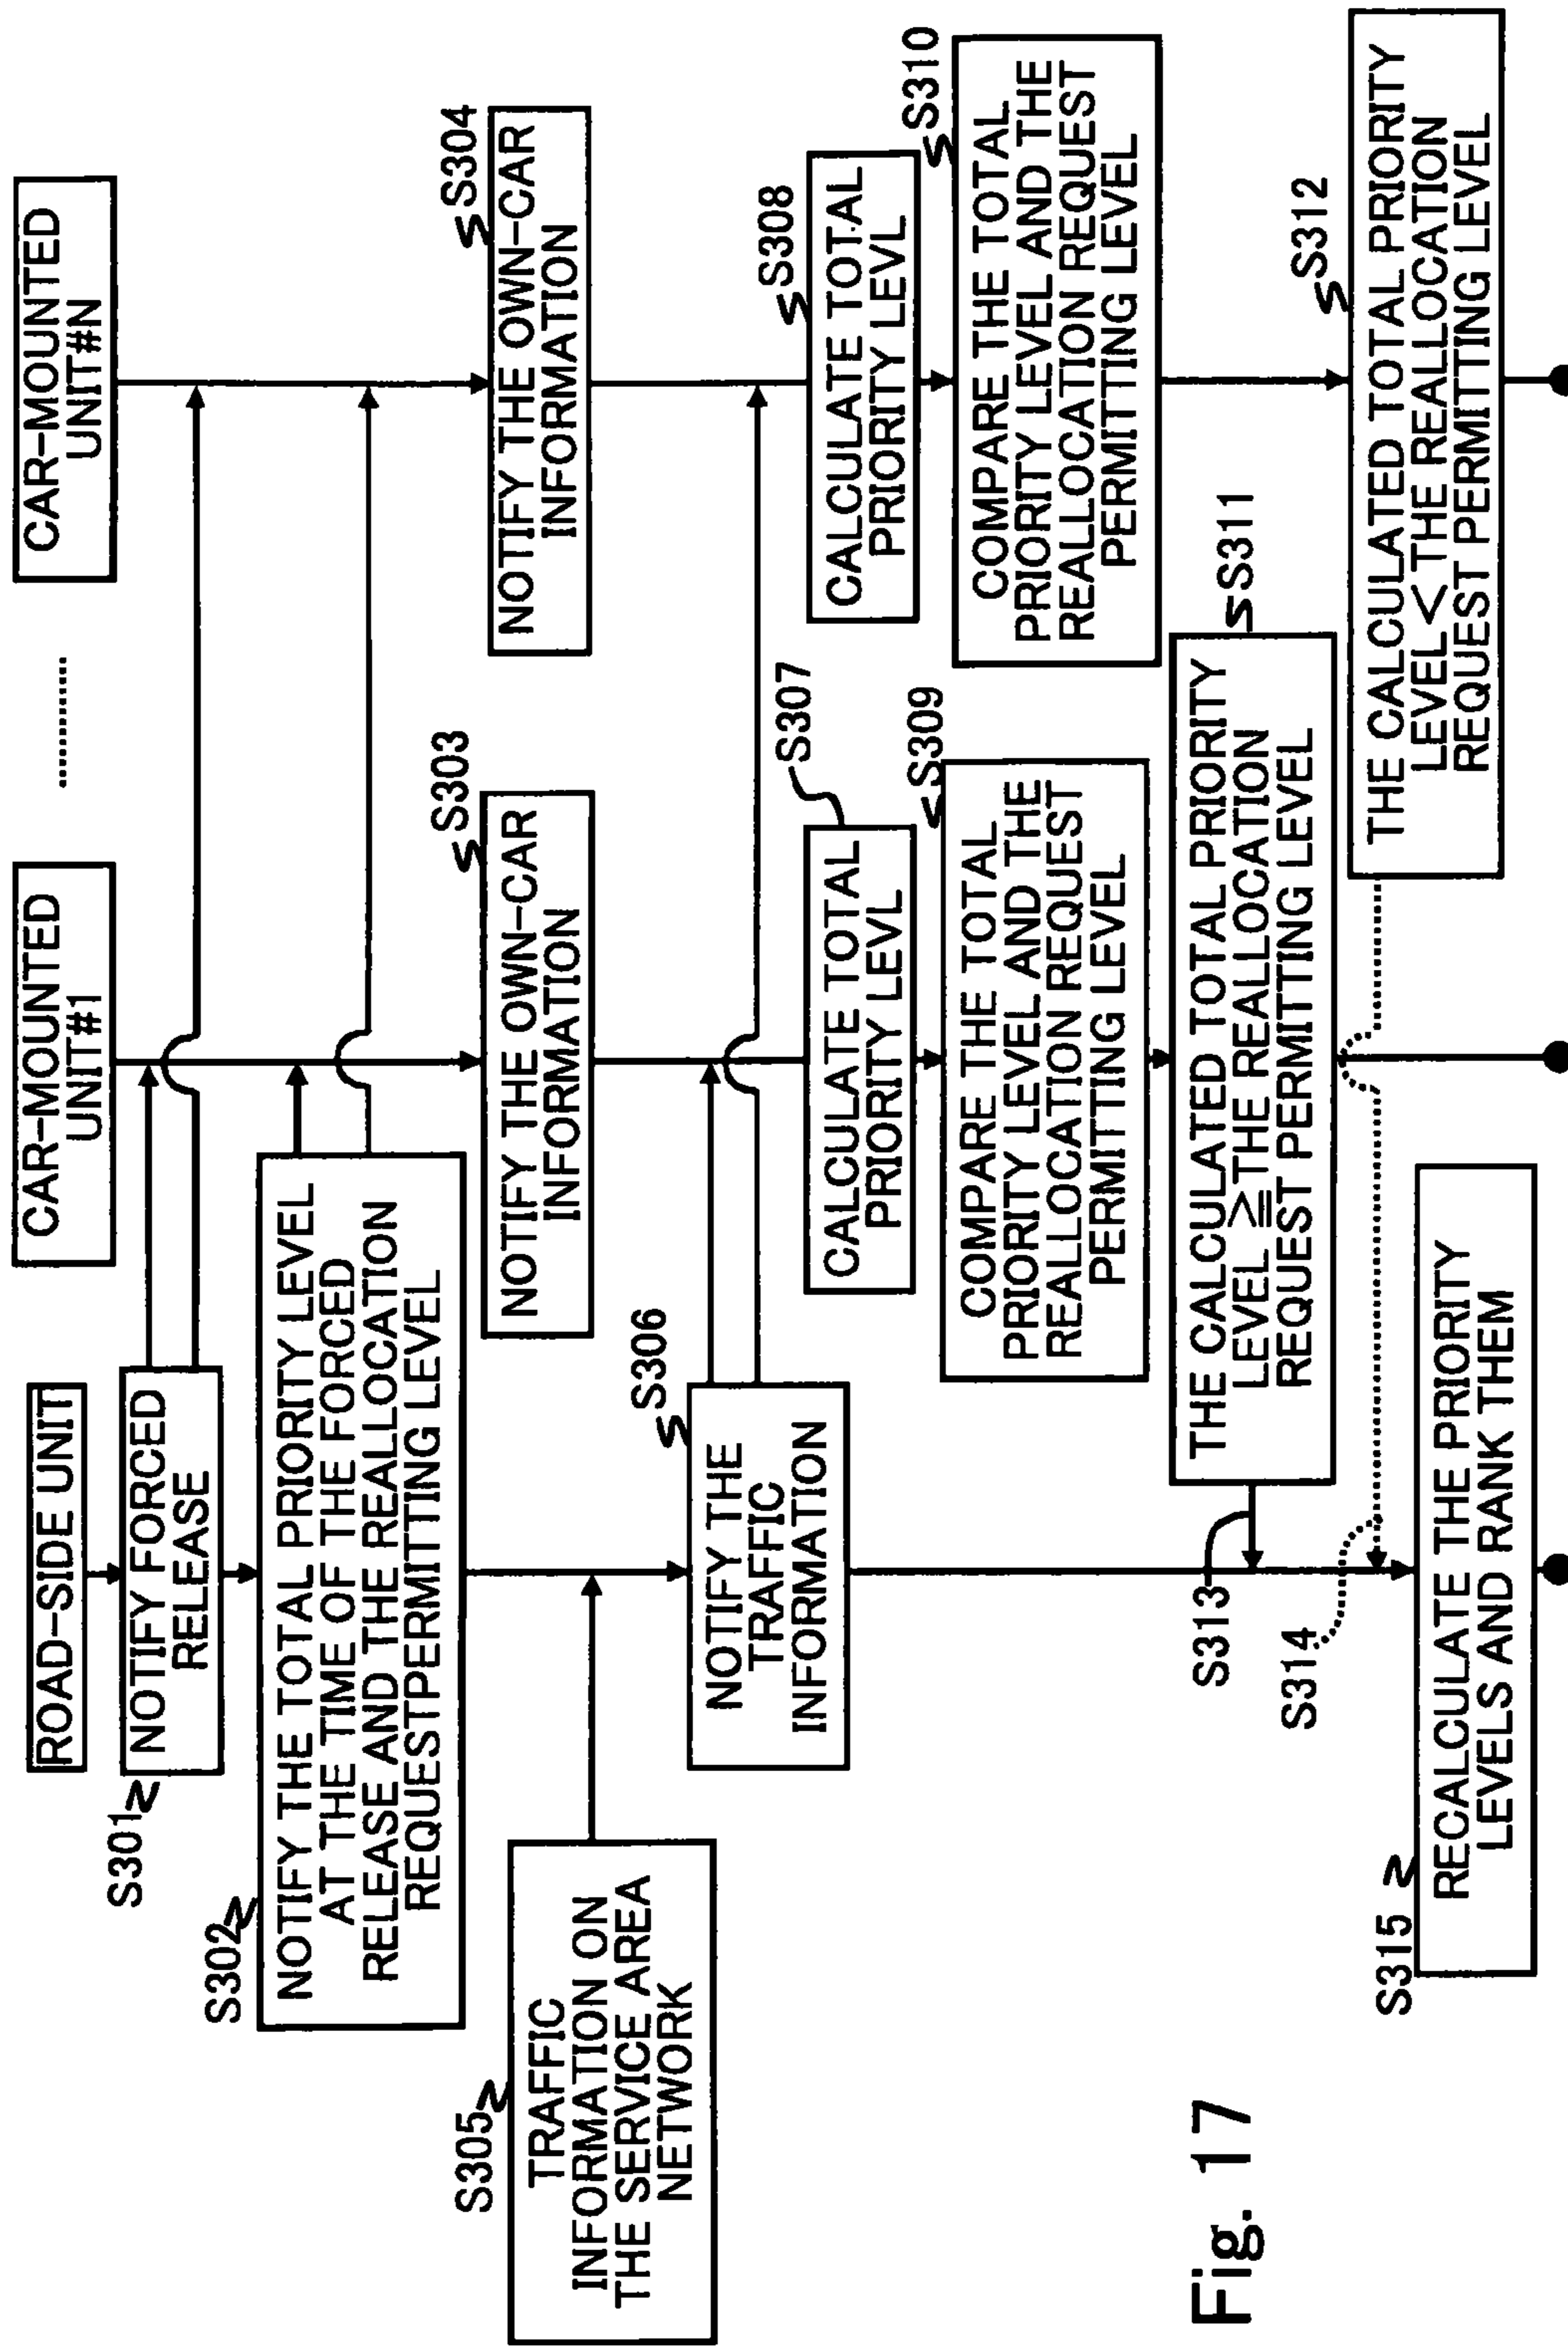 ROAD-SIDE UNIT
CAR-MOUNTED
UNIT#1
..........
CAR-MOUNTED
UNIT#N
S301
NOTIFY FORCED
RELEASE
S302
NOTIFY THE TOTAL PRIORITY LEVEL
AT THE TIME OF THE FORCED
RELEASE AND THE REALLOCATION
REQUESTPERMITTING LEVEL
S303
NOTIFY THE OWN-CAR
INFORMATION
S304
NOTIFY THE OWN-CAR
INFORMATION
S305
TRAFFIC
INFORMATION ON
THE SERVICE AREA
NETWORK
S306
NOTIFY THE
TRAFFIC
INFORMATION
S307
CALCULATE TOTAL
PRIORITY LEVL
S308
CALCULATE TOTAL
PRIORITY LEVL
S309
COMPARE THE TOTAL
PRIORITY LEVEL AND THE
REALLOCATION REQUEST
PERMITTING LEVEL
S310
COMPARE THE TOTAL
PRIORITY LEVEL AND THE
REALLOCATION REQUEST
PERMITTING LEVEL
S311
THE CALCULATED TOTAL PRIORITY
LEVEL ≧ THE REALLOCATION
REQUEST PERMITTING LEVEL
S312
THE CALCULATED TOTAL PRIORITY
LEVEL < THE REALLOCATION
REQUEST PERMITTING LEVEL
S313
S314
S315
RECALCULATE THE PRIORITY
LEVELS AND RANK THEM
Fig. 17